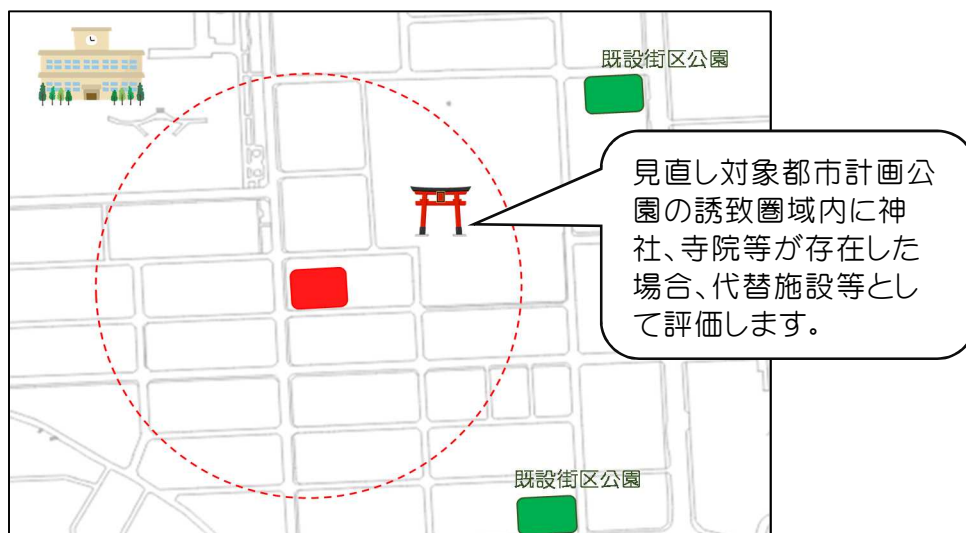 既設街区公園
見直し対象都市計画公
園の誘致圏域内に神
社、寺院等が存在した
場合、代替施設等とし
て評価します。
既設街区公園